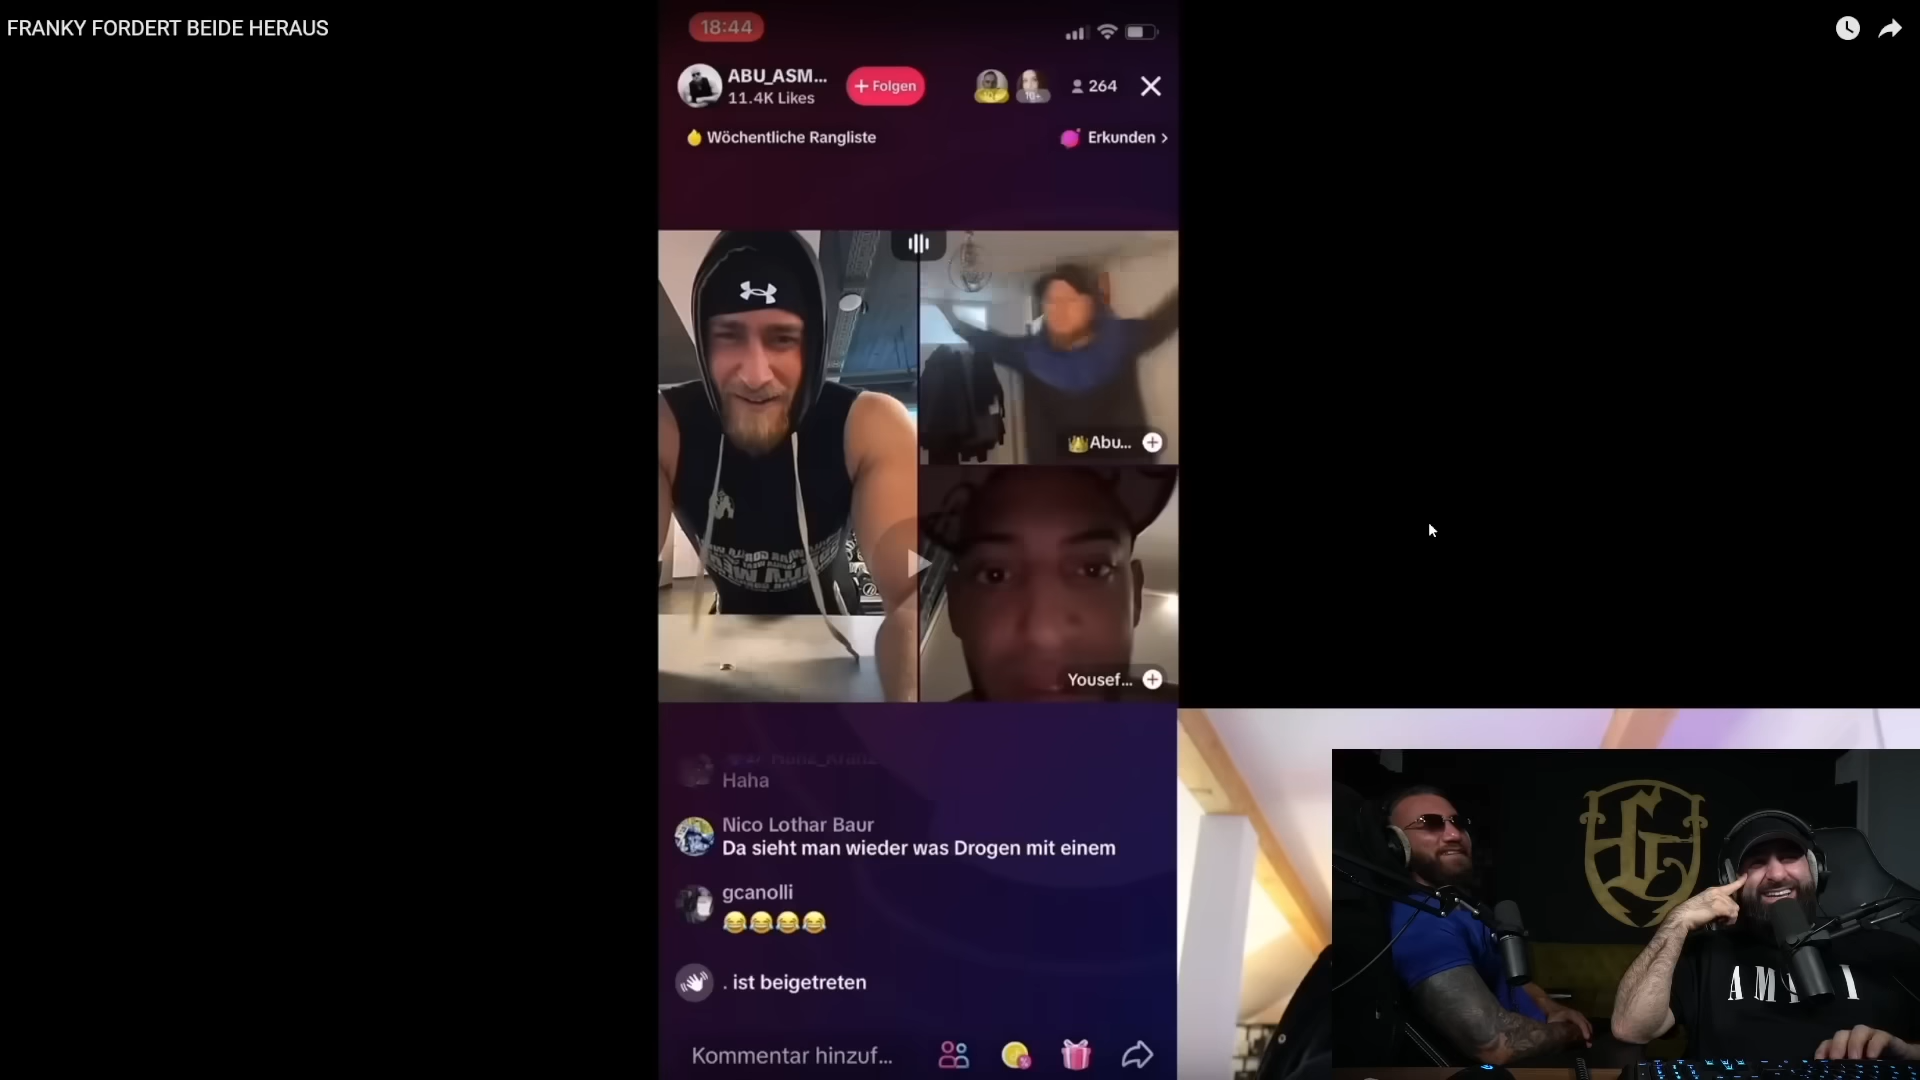 FRANKY FORDERT BEIDE HERAUS
18:44
ABU_ASM...
11.4K Likes
+ Folgen
10+
264
Wöchentliche Rangliste
Erkunden >
Abu...
Yousef...
Haha
Nico Lothar Baur
Da sieht man wieder was Drogen mit einem
gcanolli
😂😂😂😂
. ist beigetreten
Kommentar hinzuf...
G